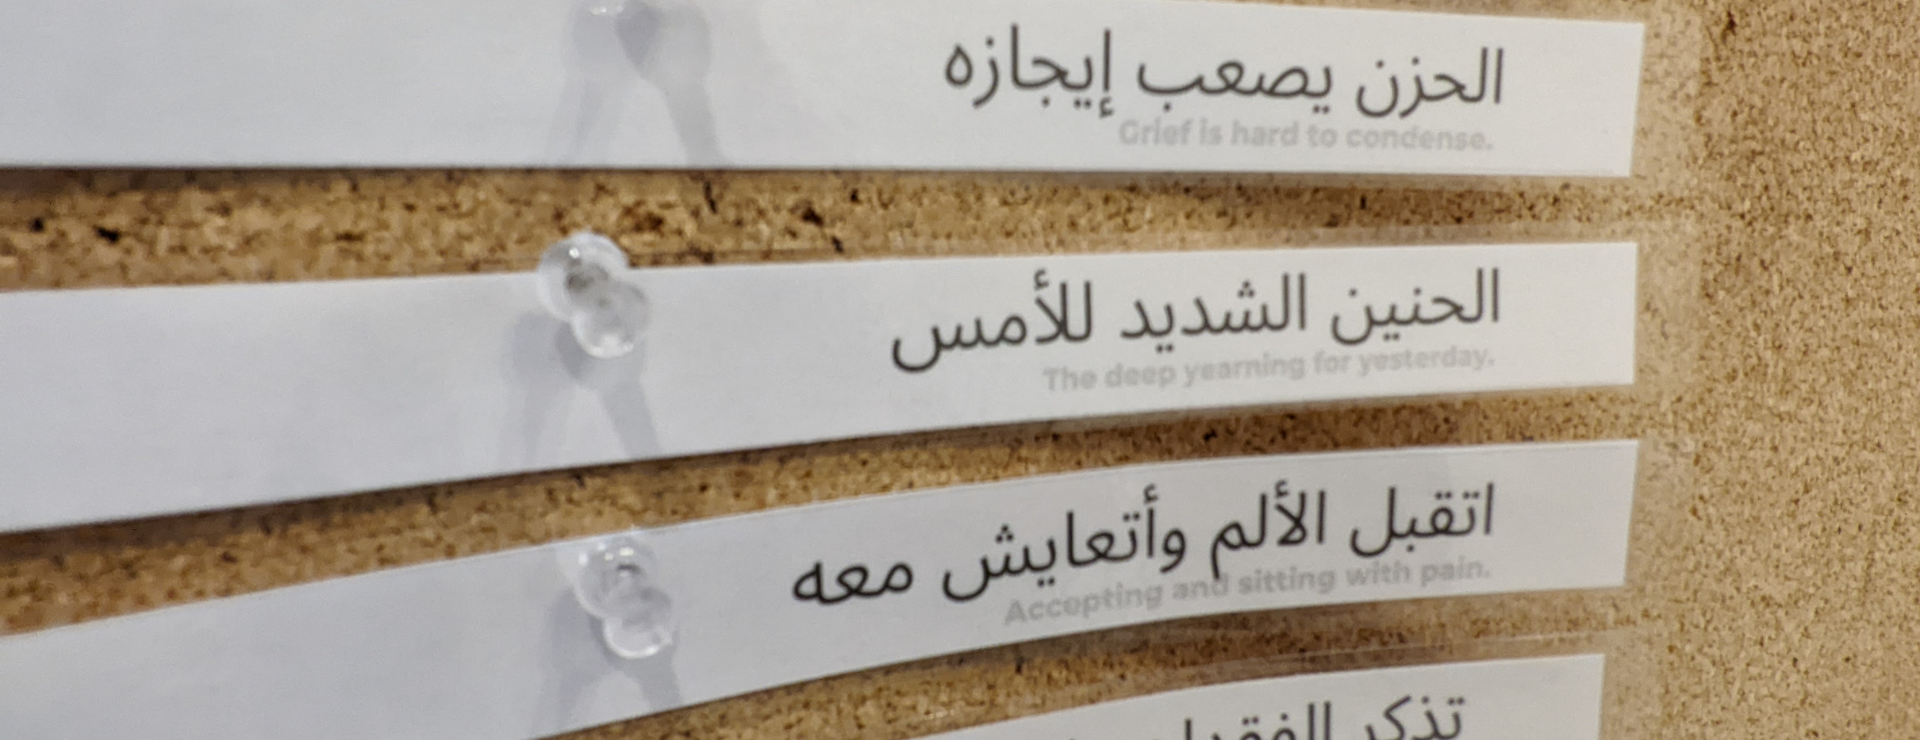 الحزن يصعب إيجازه
Grief is hard to condense.
الحنين الشديد للأمس
The deep yearning for yesterday.
اتقبل الألم وأتعايش معه
Accepting and sitting with pain.
تذكر